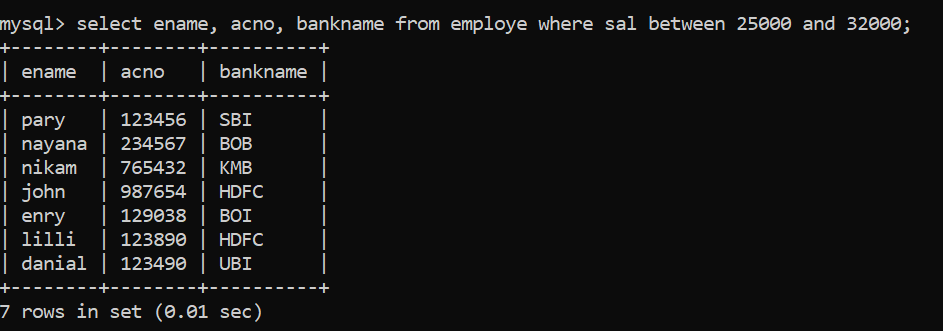 mysql> select ename, acno, bankname from employe where sal between 25000 and 32000;
+--------+--------+----------+
| ename  | acno   | bankname |
+--------+--------+----------+
| pary   | 123456 | SBI      |
| nayana | 234567 | BOB      |
| nikam  | 765432 | KMB      |
| john   | 987654 | HDFC     |
| enry   | 129038 | BOI      |
| lilli  | 123890 | HDFC     |
| danial | 123490 | UBI      |
+--------+--------+----------+
7 rows in set (0.01 sec)